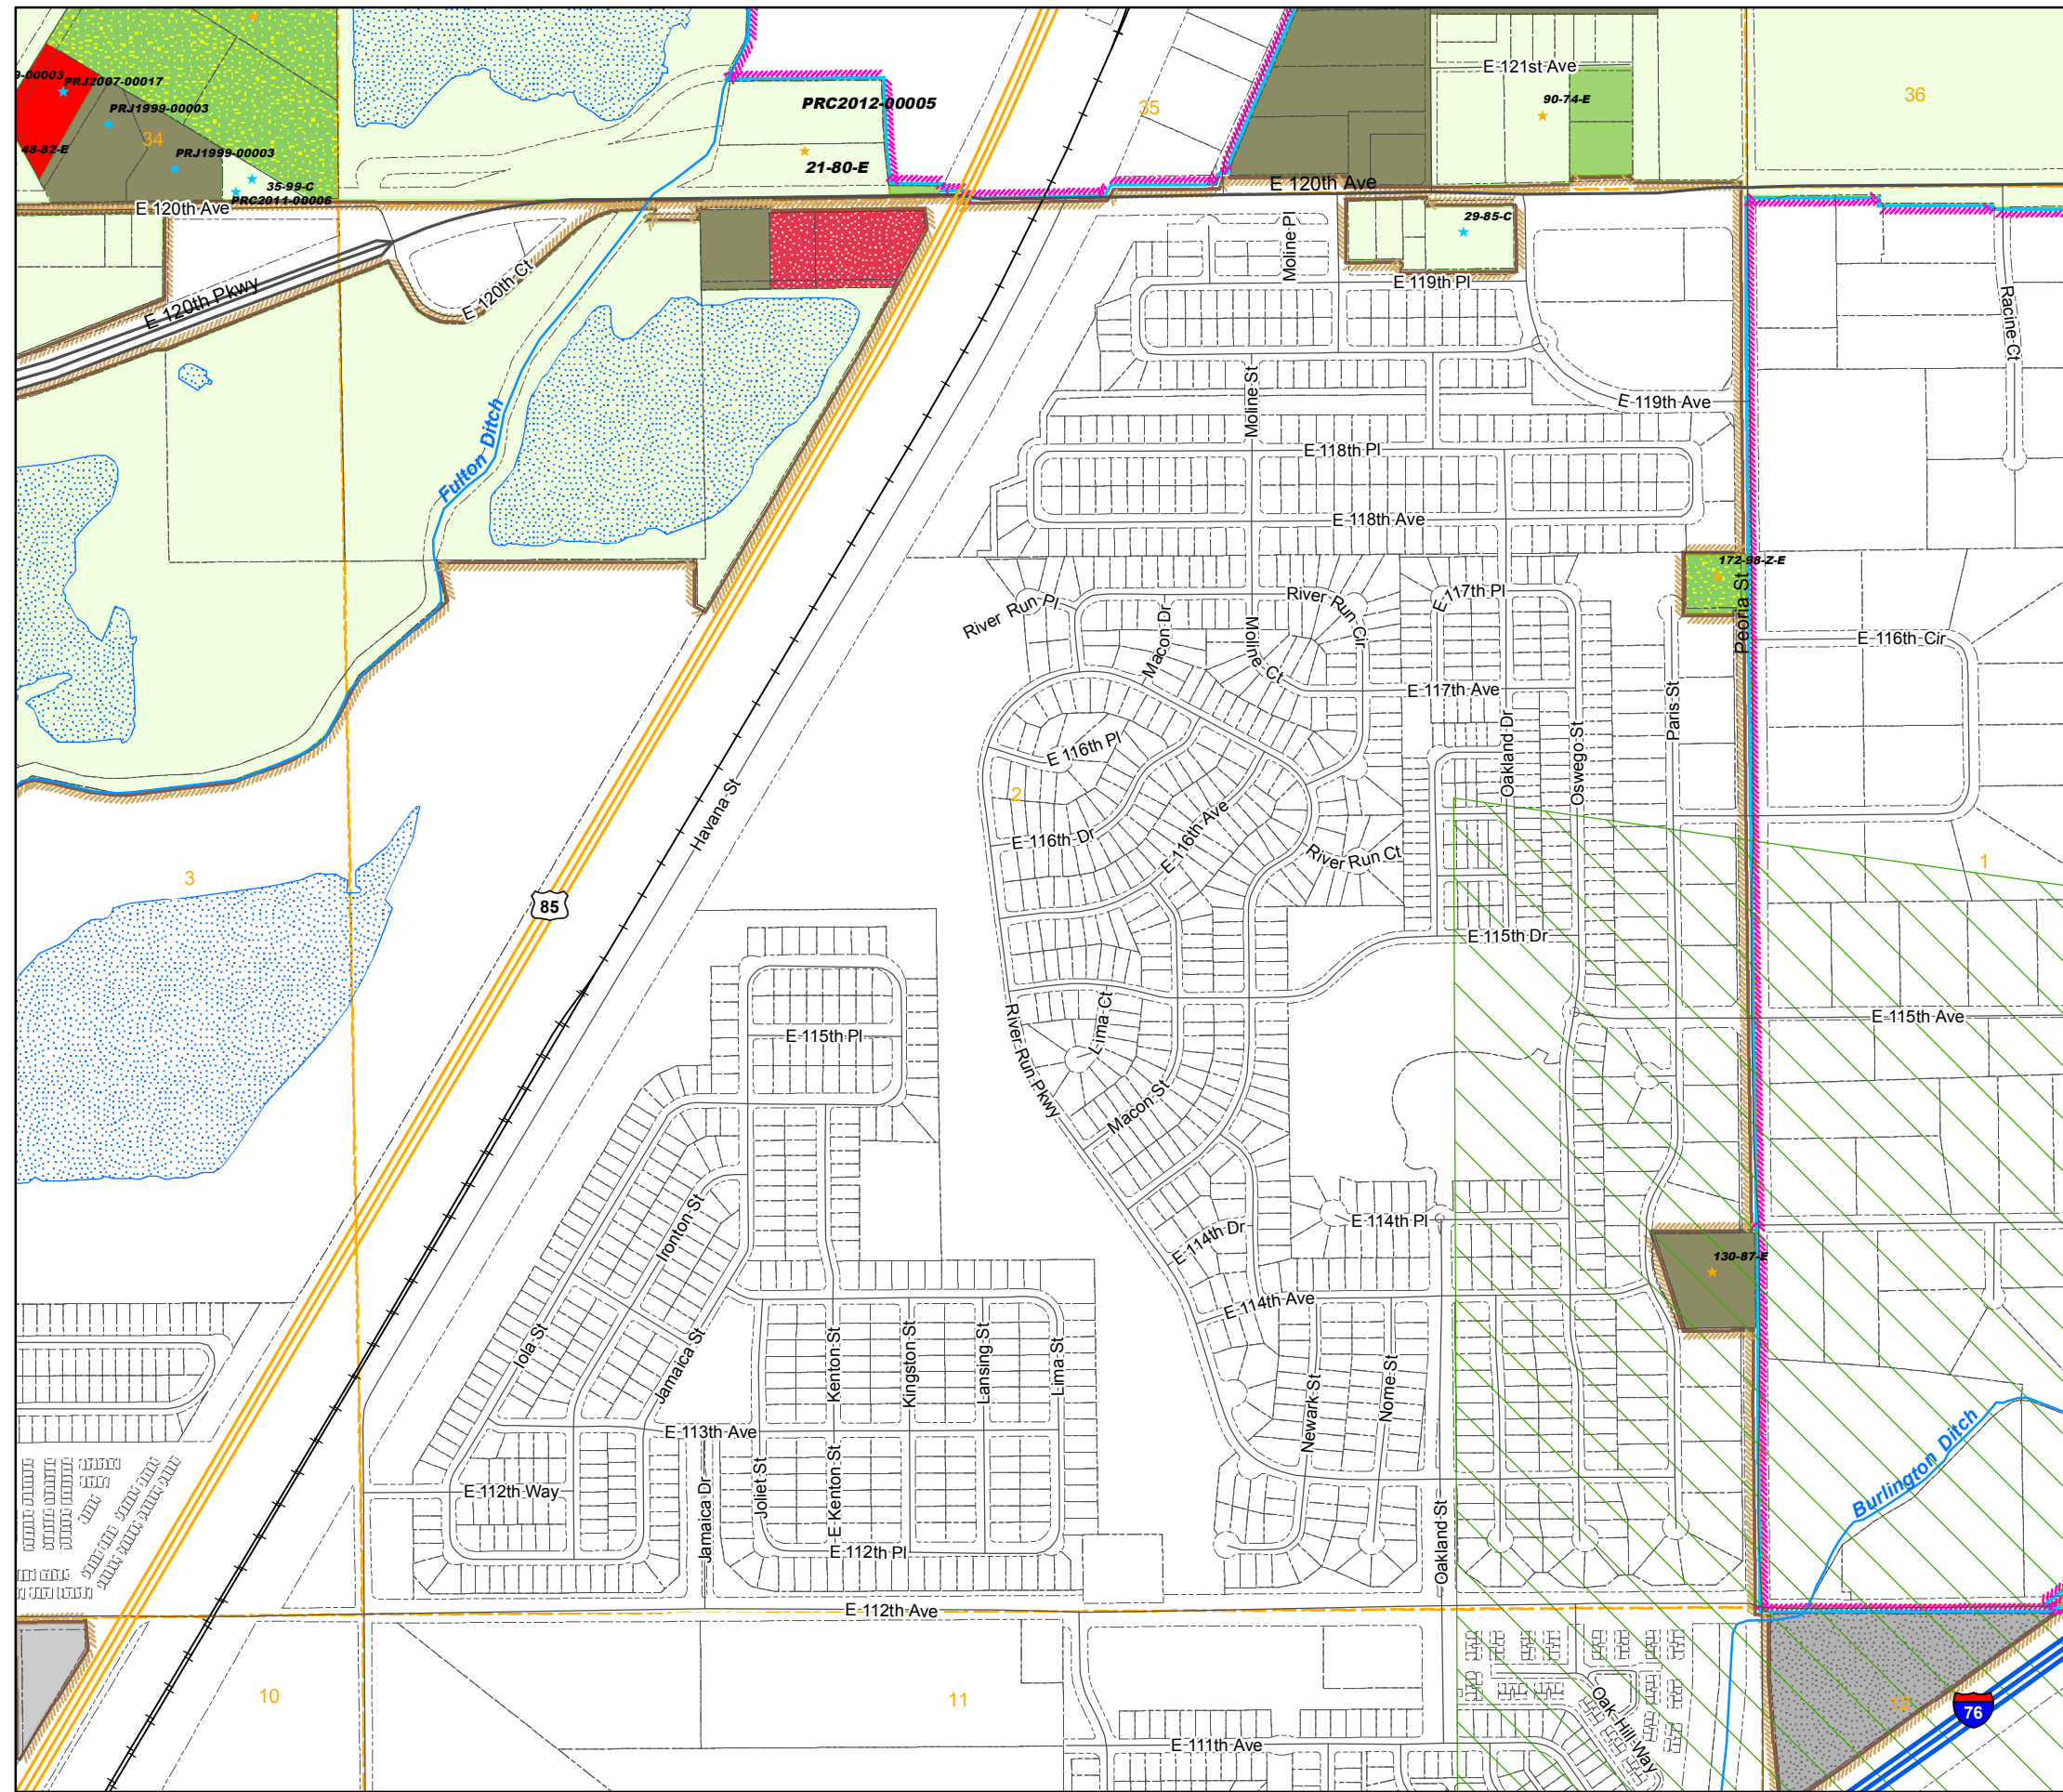 E 121st Ave
36
9-00003
PRJ2007-00017
90-74-E
PRC2012-00005
35
PRJ1999-00003
34
48-82-E
PRJ1999-00003
21-80-E
35-99-C
E 120th Ave
PRC2011-00006
E 120th Ave
29-85-C
Moline Pl
E 119th Pl
E 120th Pkwy
E 120th Ct
Racine Ct
Moline St
E 119th Ave
Fulton Ditch
E 118th Pl
E 118th Ave
172-98-Z-E
Peoria St
River Run Pl
River Run Cir
E 117th Pl
Macon Dr
Moline Ct
E 116th Cir
E 117th Ave
Paris St
Oakland Dr
Oswego St
E 116th Pl
2
Havana St
E 116th Dr
E 116th Ave
River Run Ct
1
3
85
E 115th Dr
E 115th Ave
E 115th Pl
Lima Ct
River Run Pkwy
Macon St
Ironton St
E 114th Dr
E 114th Pl
130-87-E
E 114th Ave
Iola St
Jamaica St
Kenton St
Kingston St
Lansing St
Lima St
Newark St
Nome St
E 113th Ave
Burlington Ditch
E 112th Way
Jamaica Dr
Joliet St
E Kenton St
E 112th Pl
Oakland St
E 112th Ave
10
11
12
76
Oak Hill Way
E 111th Ave